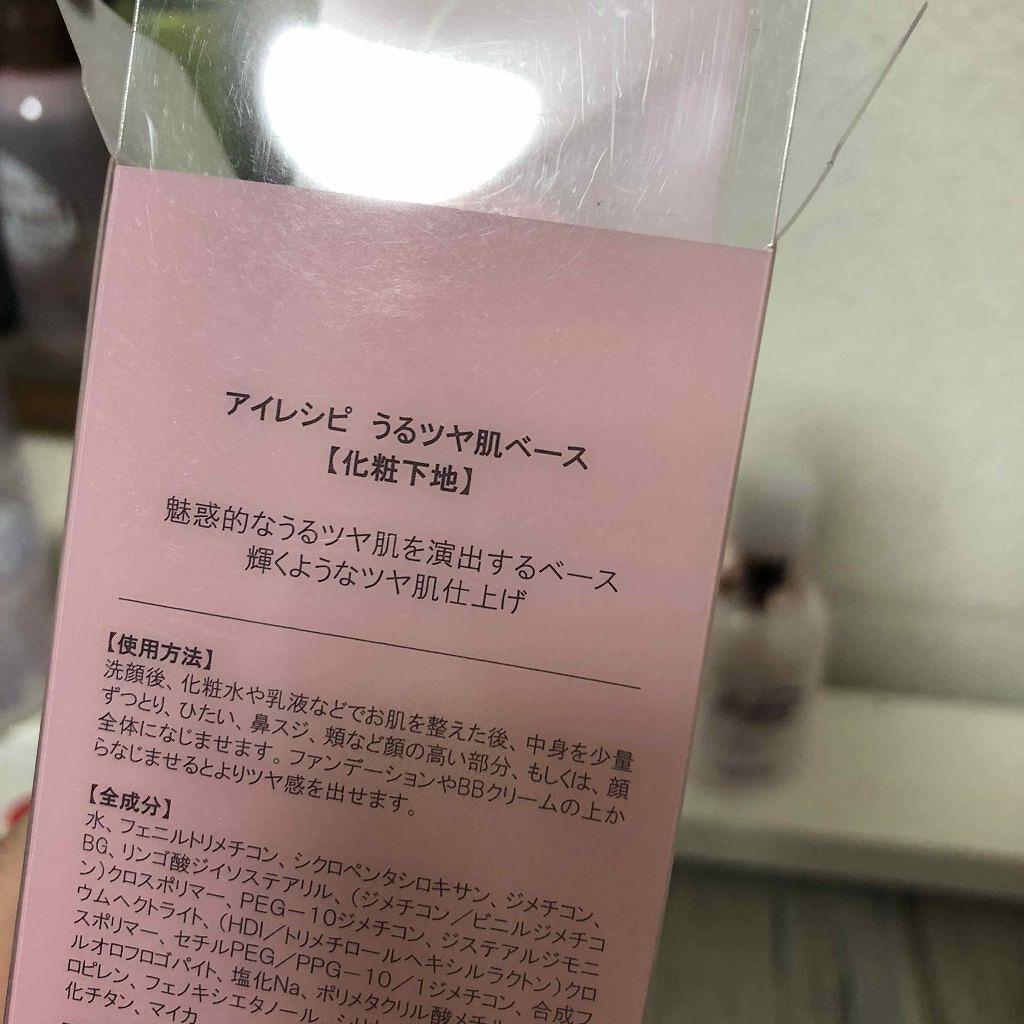 アイレシピ うるツヤ肌ベース
【化粧下地】
魅惑的なうるツヤ肌を演出するベース
輝くようなツヤ肌仕上げ
【使用方法】
洗顔後、化粧水や乳液などでお肌を整えた後、中身を少量
ずつとり、ひたい、鼻スジ、頬など顔の高い部分、もしくは、顔
全体になじませます。ファンデーションやBBクリームの上か
らなじませるとよりツヤ感を出せます。
【全成分】
水、フェニルトリメチコン、シクロペンタシロキサン、ジメチコン、
BG、リンゴ酸ジイソステアリル、(ジメチコン/ビニルジメチコ
ン)クロスポリマー、PEG-10ジメチコン、ジステアルジモニ
ウムヘクトライト、(HDI/トリメチロールヘキシルラクトン)クロ
スポリマー、セチルPEG/PPG-10/1ジメチコン、合成フ
ルオロフロゴパイト、塩化Na、ポリメタクリル酸メチル
ロピレン、フェノキシエタノール、シリ
化チタン、マイカ